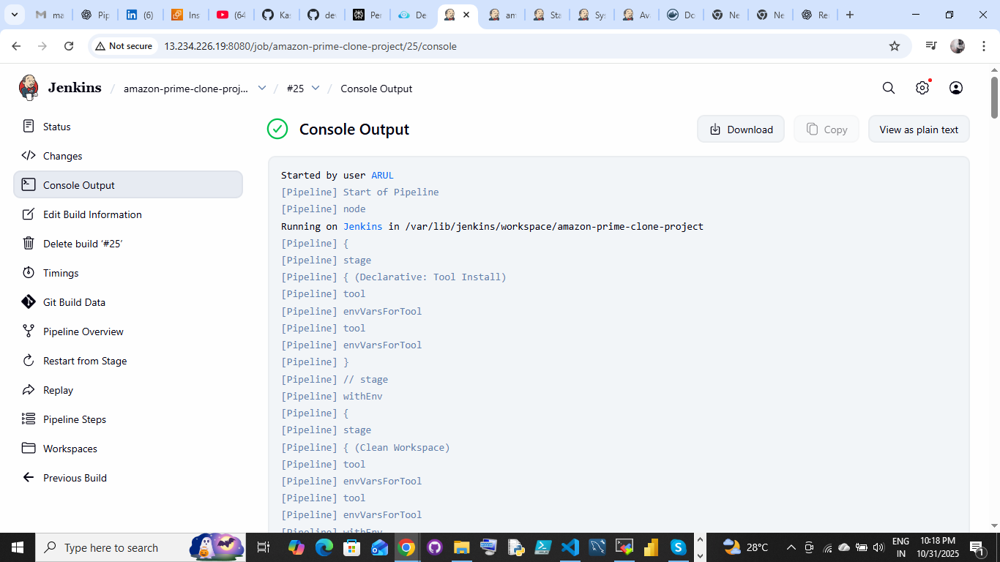 ma
Pip
(6)
Ins
(64
Kas
dev
Per
De
am
Sta
Sys
Ava
Do
Ne
Ne
Re
Not secure
13.234.226.19:8080/job/amazon-prime-clone-project/25/console
Jenkins / amazon-prime-clone-proj... / #25 / Console Output
Status
Changes
Console Output
Edit Build Information
Delete build ‘#25’
Timings
Git Build Data
Pipeline Overview
Restart from Stage
Replay
Pipeline Steps
Workspaces
Previous Build
Console Output
Download
Copy
View as plain text
Started by user ARUL
[Pipeline] Start of Pipeline
[Pipeline] node
Running on Jenkins in /var/lib/jenkins/workspace/amazon-prime-clone-project
[Pipeline] {
[Pipeline] stage
[Pipeline] { (Declarative: Tool Install)
[Pipeline] tool
[Pipeline] envVarsForTool
[Pipeline] tool
[Pipeline] envVarsForTool
[Pipeline] }
[Pipeline] // stage
[Pipeline] withEnv
[Pipeline] {
[Pipeline] stage
[Pipeline] { (Clean Workspace)
[Pipeline] tool
[Pipeline] envVarsForTool
[Pipeline] tool
[Pipeline] envVarsForTool
[Pipeline] withEnv
Type here to search
28°C
ENG
IN
10:18 PM
10/31/2025
1